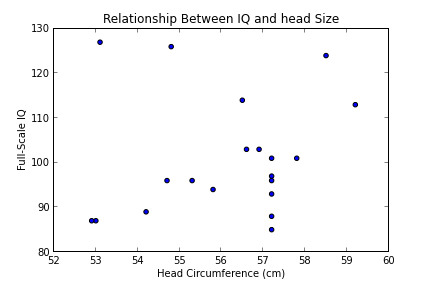 Relationship Between IQ and head Size
130
120
110
100
90
80
Full-Scale IQ
52 53 54 55 56 57 58 59 60
Head Circumference (cm)